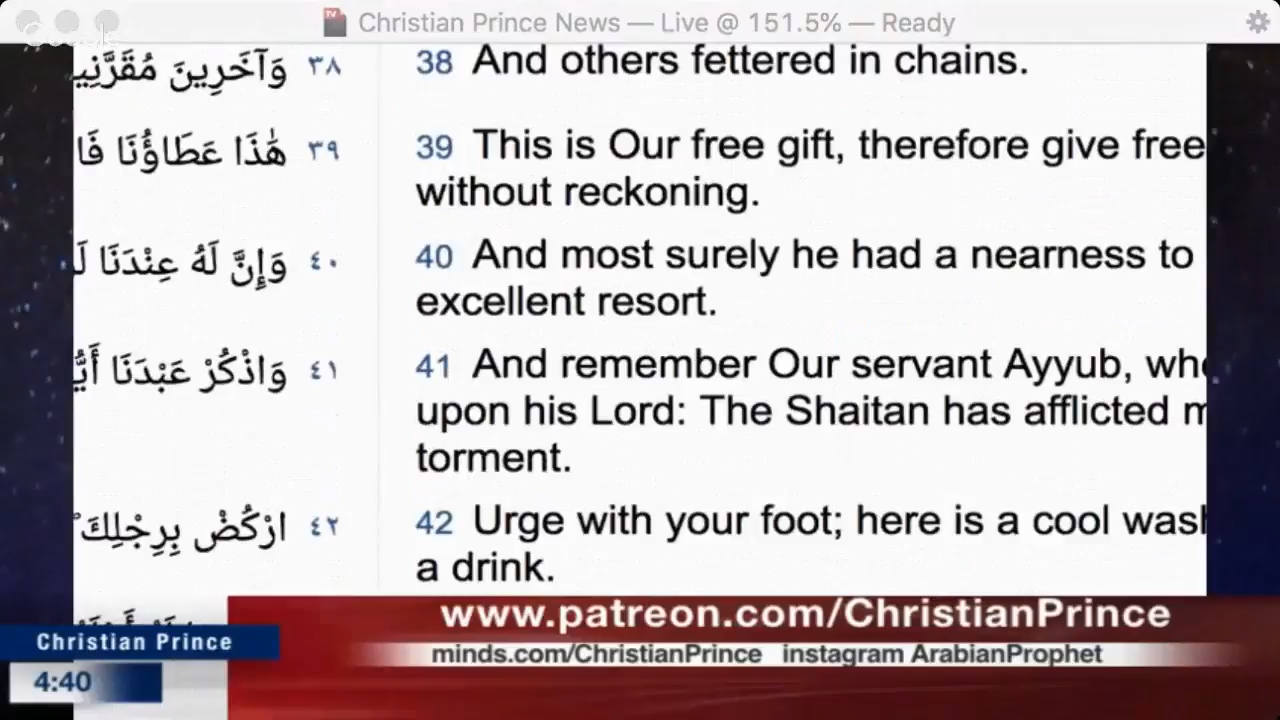 Christian Prince News — Live @ 151.5% — Ready
Google
38 And others fettered in chains.
وَآخَرِينَ ٣٨
39 This is Our free gift, therefore give free
هَٰذَا عَطَاؤُنَا ٣٩
without reckoning.
40 And most surely he had a nearness to
وَإِنَّ لَهُ عِنْدَنَا ٤٠
excellent resort.
41 And remember Our servant Ayyub, who
وَاذْكُرْ عَبْدَنَا ٤١
upon his Lord: The Shaitan has afflicted
torment.
42 Urge with your foot; here is a cool
ارْكُضْ بِرِجْلِكَ ٤٢
a drink.
www.patreon.com/ChristianPrince
Christian Prince
minds.com/ChristianPrince instagram ArabianProphet
4:40